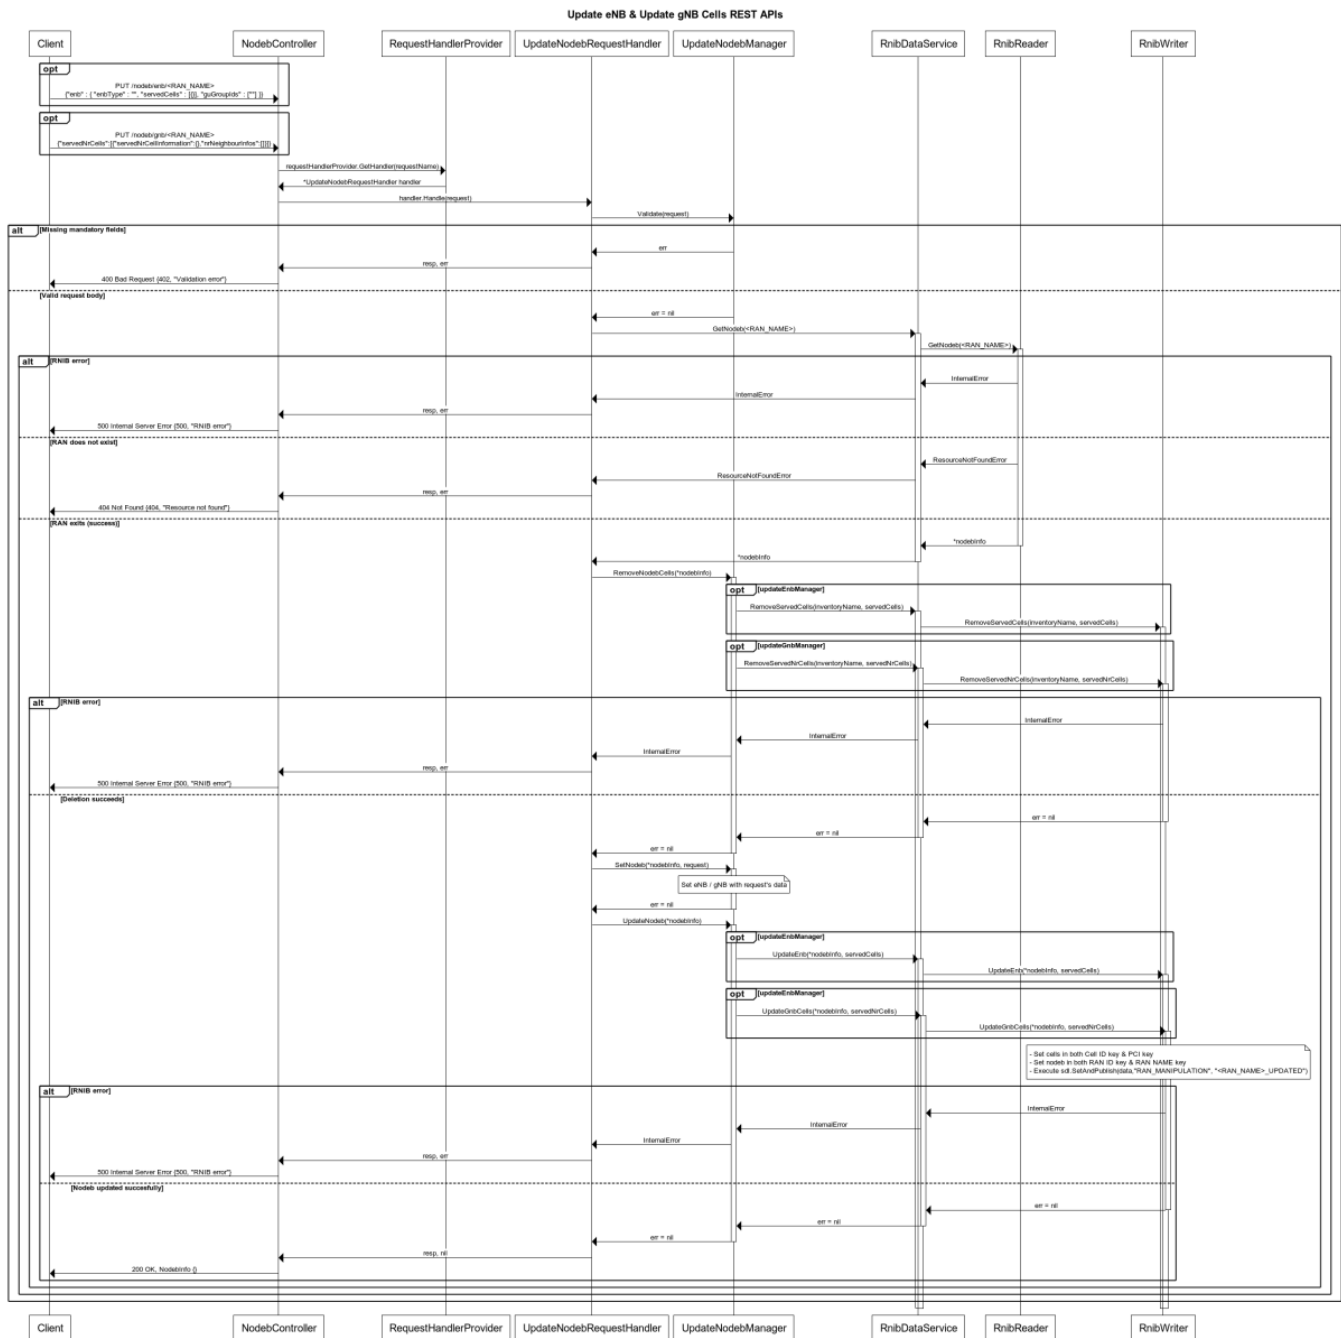 Update eNB & Update gNB Cells REST APIs
Client
NodebController
RequestHandlerProvider
UpdateNodebRequestHandler
UpdateNodebManager
RnibDataService
RnibReader
RnibWriter
opt
PUT /nodeb/enb/<RAN_NAME>
{"enb" : { "enbType" : "", "servedCells" : [{}], "guGroupIds" : [""] }}
opt
PUT /nodeb/gnb/<RAN_NAME>
{"servedNrCells":[{"servedNrCellInformation":{},"nrNeighbourInfos":[{}]}]}
requestHandlerProvider.GetHandler(requestName)
*UpdateNodebRequestHandler handler
handler.Handle(request)
Validate(request)
alt
[Missing mandatory fields]
err
resp, err
400 Bad Request (402, "Validation error")
[Valid request body]
err = nil
GetNodeb(<RAN_NAME>)
GetNodeb(<RAN_NAME>)
alt
[RNIB error]
InternalError
InternalError
resp, err
500 Internal Server Error (500, "RNIB error")
[RAN does not exist]
ResourceNotFoundError
ResourceNotFoundError
resp, err
404 Not Found (404, "Resource not found")
[RAN exits (success)]
*nodebInfo
*nodebInfo
RemoveNodebCells(*nodebInfo)
opt
[updateEnbManager]
RemoveServedCells(inventoryName, servedCells)
RemoveServedCells(inventoryName, servedCells)
opt
[updateGnbManager]
RemoveServedNrCells(inventoryName, servedNrCells)
RemoveServedNrCells(inventoryName, servedNrCells)
alt
[RNIB error]
InternalError
InternalError
InternalError
resp, err
500 Internal Server Error (500, "RNIB error")
[Deletion succeeds]
err = nil
err = nil
err = nil
SetNodeb(*nodebInfo, request)
Set eNB / gNB with request's data
err = nil
UpdateNodeb(*nodebInfo)
opt
[updateEnbManager]
UpdateEnb(*nodebInfo, servedCells)
UpdateEnb(*nodebInfo, servedCells)
opt
[updateEnbManager]
UpdateGnbCells(*nodebInfo, servedNrCells)
UpdateGnbCells(*nodebInfo, servedNrCells)
- Set cells in both Cell ID key & PCI key
- Set nodeb in both RAN ID key & RAN NAME key
- Execute sdl.SetAndPublish(data,"RAN_MANIPULATION", "<RAN_NAME>_UPDATED")
alt
[RNIB error]
InternalError
InternalError
InternalError
resp, err
500 Internal Server Error (500, "RNIB error")
[Nodeb updated succesfully]
err = nil
err = nil
err = nil
resp, nil
200 OK, NodebInfo {}
Client
NodebController
RequestHandlerProvider
UpdateNodebRequestHandler
UpdateNodebManager
RnibDataService
RnibReader
RnibWriter